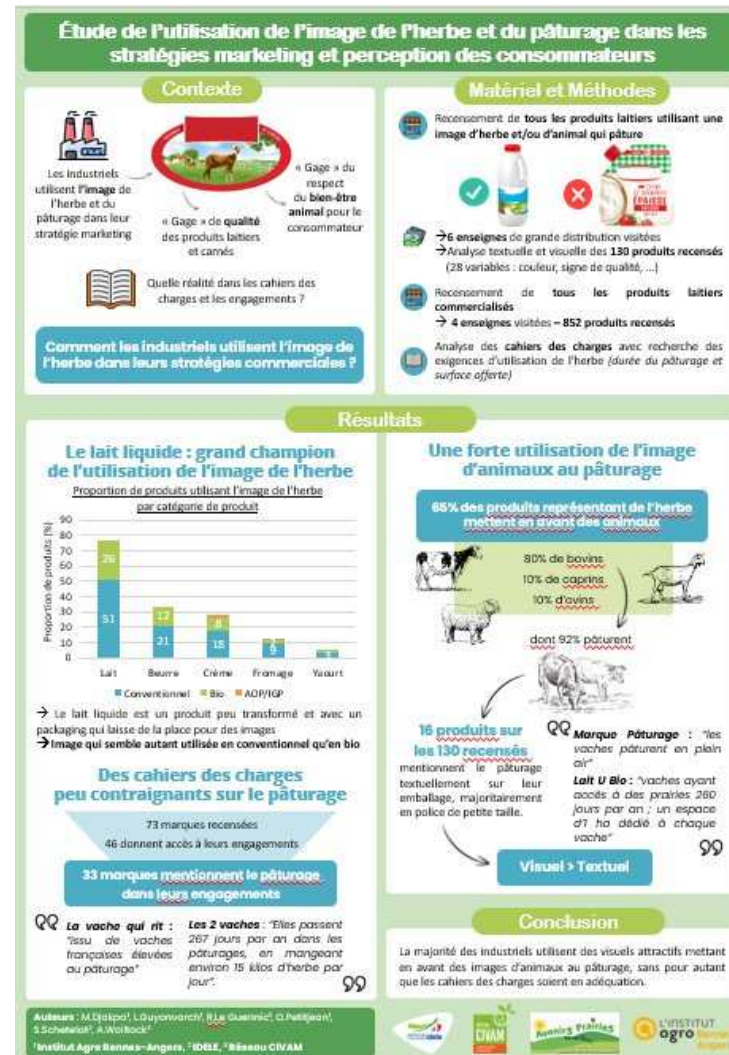 Étude de l'utilisation de l'image de l'herbe et du pâturage dans les
stratégies marketing et perception des consommateurs
Contexte
Les industriels
utilisent l'image de
l'herbe et du
pâturage dans leur
stratégie marketing
« Gage » de qualité
des produits laitiers
et carnés
« Gage » du
respect
du bien-être
animal pour le
consommateur
Quelle réalité dans les cahiers des
charges et les engagements ?
Comment les industriels utilisent l'image de
l'herbe dans leurs stratégies commerciales ?
Matériel et Méthodes
Recensement de tous les produits laitiers utilisant une
image d'herbe et/ou d'animal qui pâture
→6 enseignes de grande distribution visitées
→Analyse textuelle et visuelle des 130 produits recensés
(28 variables : couleur, signe de qualité, ...)
Recensement de tous les produits laitiers
commercialisés
→ 4 enseignes visitées – 852 produits recensés
Analyse des cahiers des charges avec recherche des
exigences d'utilisation de l'herbe (durée du pâturage et
surface offerte)
Résultats
Le lait liquide : grand champion
de l'utilisation de l'image de l'herbe
Proportion de produits utilisant l'image de l'herbe
par catégorie de produit
Proportion de produits (%)
90
80
70
60
50
40
30
20
10
0
26
51
12
21
8
18
9
Lait Beurre Crème Fromage Yaourt
Conventionnel Bio AOP/IGP
→ Le lait liquide est un produit peu transformé et avec un
packaging qui laisse de la place pour des images
→Image qui semble autant utilisée en conventionnel qu'en bio
Des cahiers des charges
peu contraignants sur le pâturage
73 marques recensées
46 donnent accès à leurs engagements
33 marques mentionnent le pâturage
dans leurs engagements
La vache qui rit :
"issu de vaches
françaises élevées
au pâturage"
Les 2 vaches : "Elles passent
267 jours par an dans les
pâturages, en mangeant
environ 15 kilos d'herbe par
jour".
Une forte utilisation de l'image
d'animaux au pâturage
65% des produits représentant de l'herbe
mettent en avant des animaux
80% de bovins
10% de caprins
10% d'ovins
dont 92% pâturent
16 produits sur
les 130 recensés
mentionnent le pâturage
textuellement sur leur
emballage, majoritairement
en police de petite taille.
Marque Pâturage : "les
vaches pâturent en plein
air"
Lait U Bio : "vaches ayant
accès à des prairies 260
jours par an ; un espace
d'1 ha dédié à chaque
vache"
Visuel > Textuel
Conclusion
La majorité des industriels utilisent des visuels attractifs mettant
en avant des images d'animaux au pâturage, sans pour autant
que les cahiers des charges soient en adéquation.
Auteurs : M.Djakpa¹, L.Guyonvarch¹, R.Le Guennic¹, O.Petitjean¹,
¹Institut Agro Rennes-Angers, ²IDELE, ³Réseau CIVAM
CIVAM
Avenirs Prairies
L'INSTITUT
agro Rennes
Angers